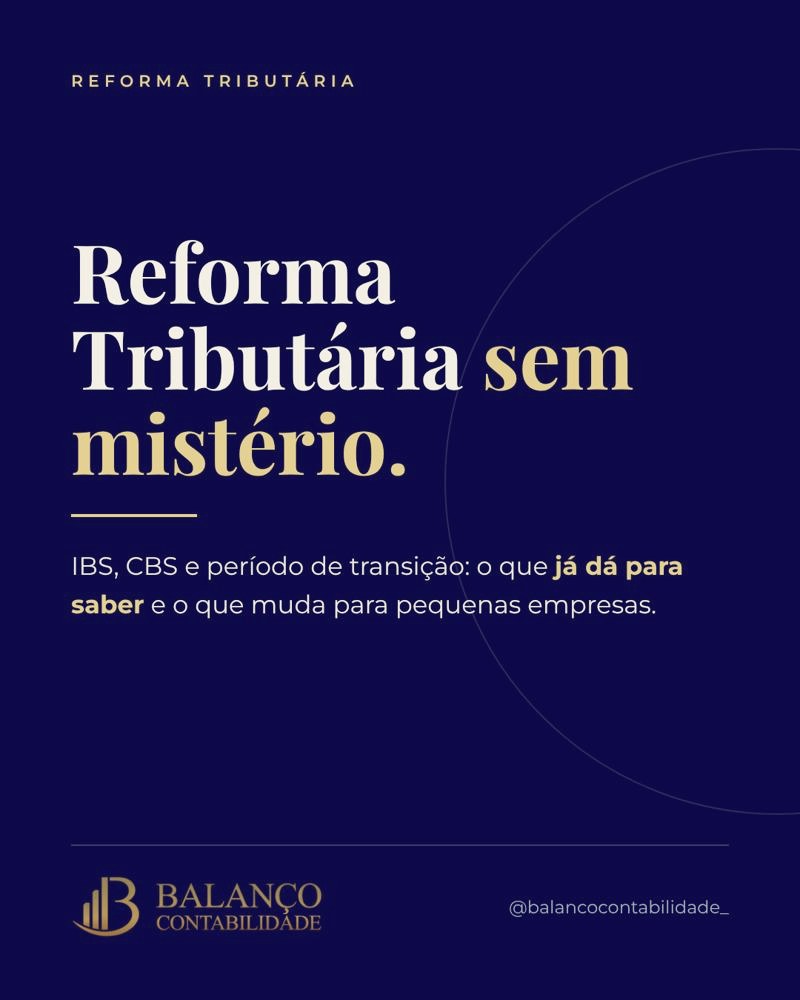 REFORMA TRIBUTÁRIA
Reforma
Tributária sem
mistério.
IBS, CBS e período de transição: o que já dá para
saber e o que muda para pequenas empresas.
BALANÇO
CONTABILIDADE
@balancocontabilidade_